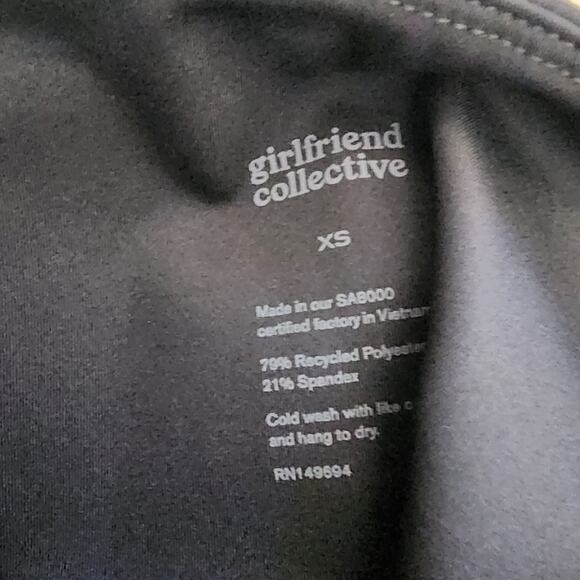 girlfriend
collective
XS
Made in our SA8000
certified factory in Vietnam
79% Recycled Polyester
21% Spandex
Cold wash with like
and hang to dry.
RN149694